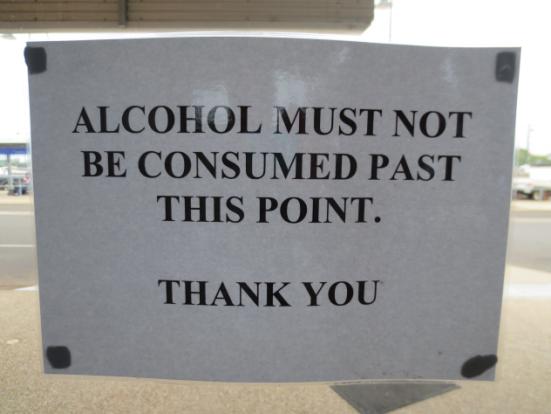 ALCOHOL MUST NOT
BE CONSUMED PAST
THIS POINT.
THANK YOU